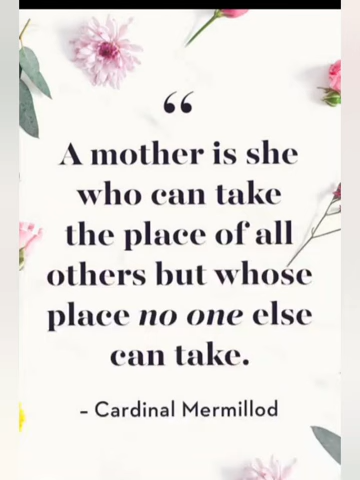 “
A mother is she
who can take
the place of all
others but whose
place no one else
can take.
– Cardinal Mermillod